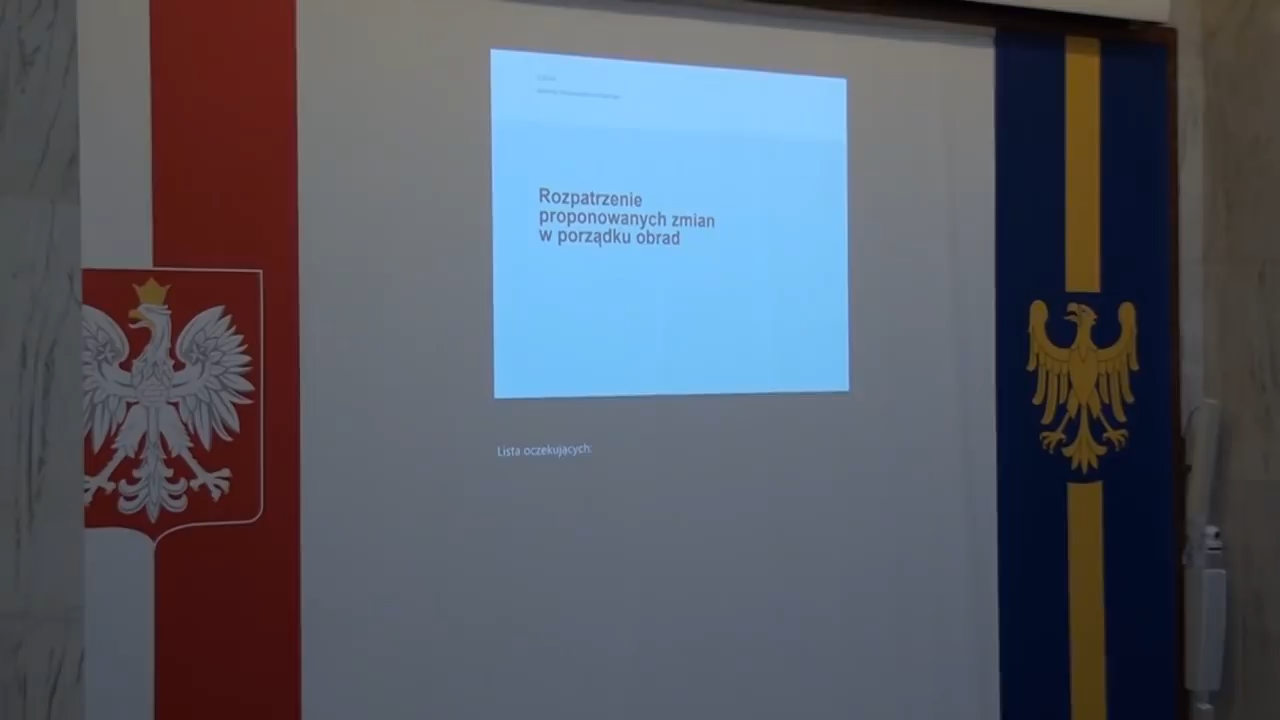 Rozpatrzenie
proponowanych zmian
w porządku obrad
Lista oczekujących: